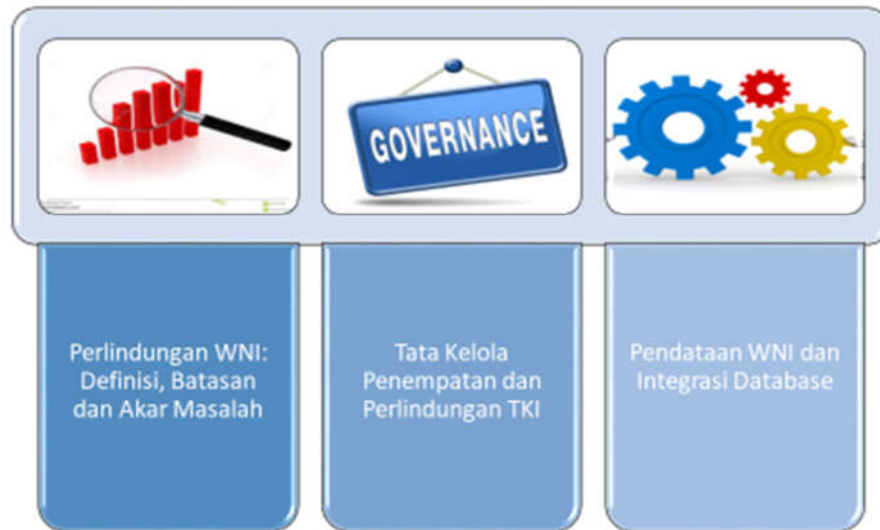 GOVERNANCE
Perlindungan WNI:
Definisi, Batasan
dan Akar Masalah
Tata Kelola
Penempatan dan
Perlindungan TKI
Pendataan WNI dan
Integrasi Database